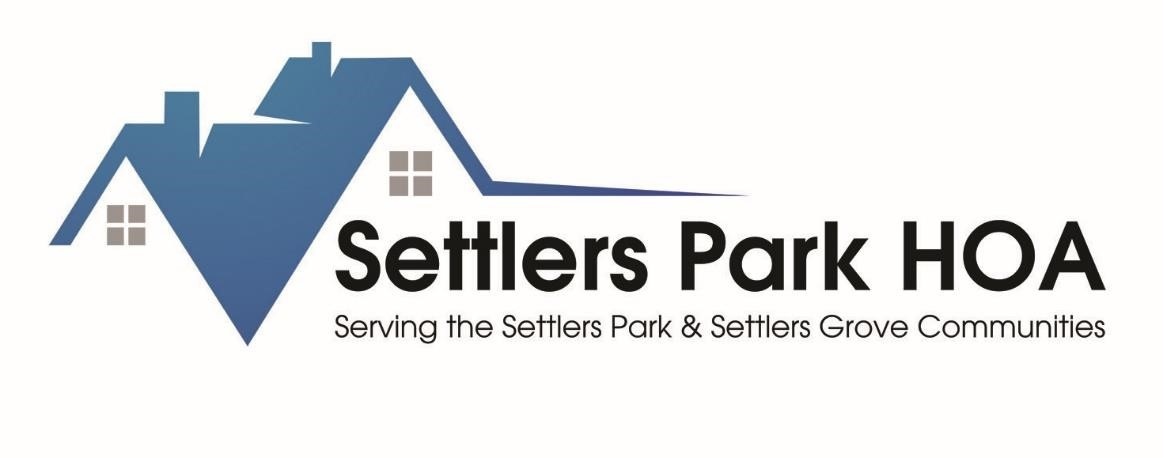 Settlers Park HOA
Serving the Settlers Park & Settlers Grove Communities